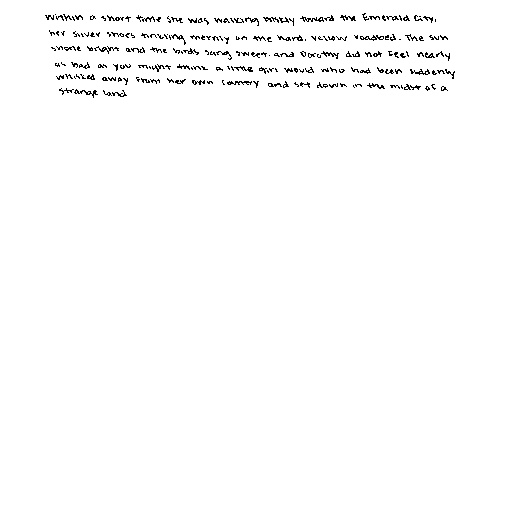 Within a short time she was walking briskly toward the Emerald City,
her silver shoes tinkling merrily on the hard, yellow roadbed. The sun
shone bright and the birds sang sweet and Dorothy did not feel nearly
as bad as you might think a little girl would who had been suddenly
whisked away from her own country and set down in the midst of a
strange land